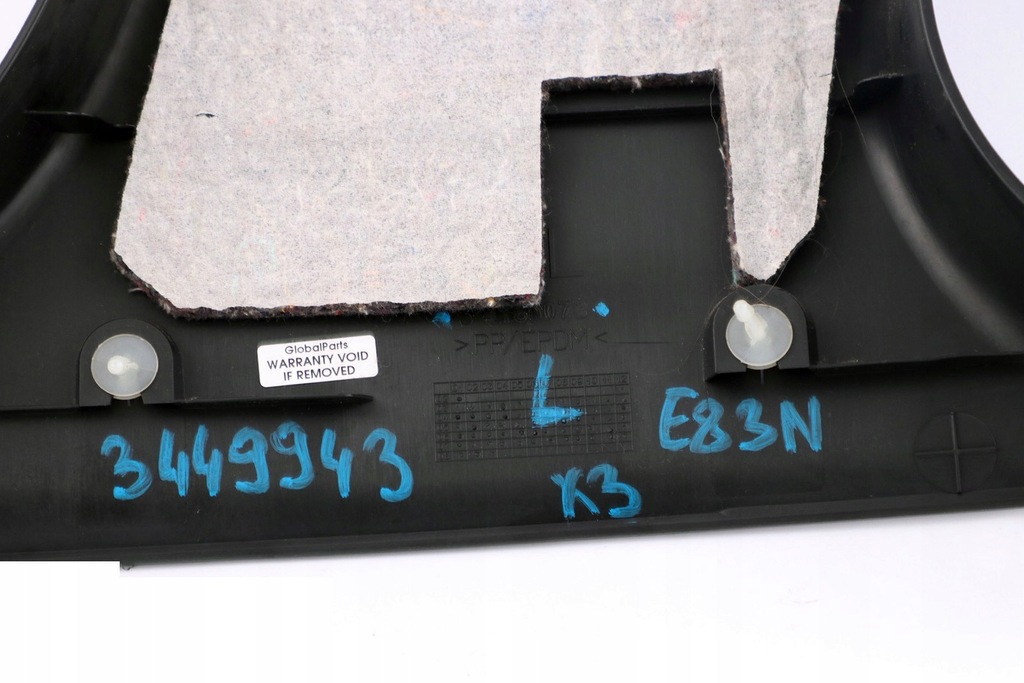 >PP/EPDM<
GlobalParts
WARRANTY VOID
IF REMOVED
L
3449943
E83N
X3